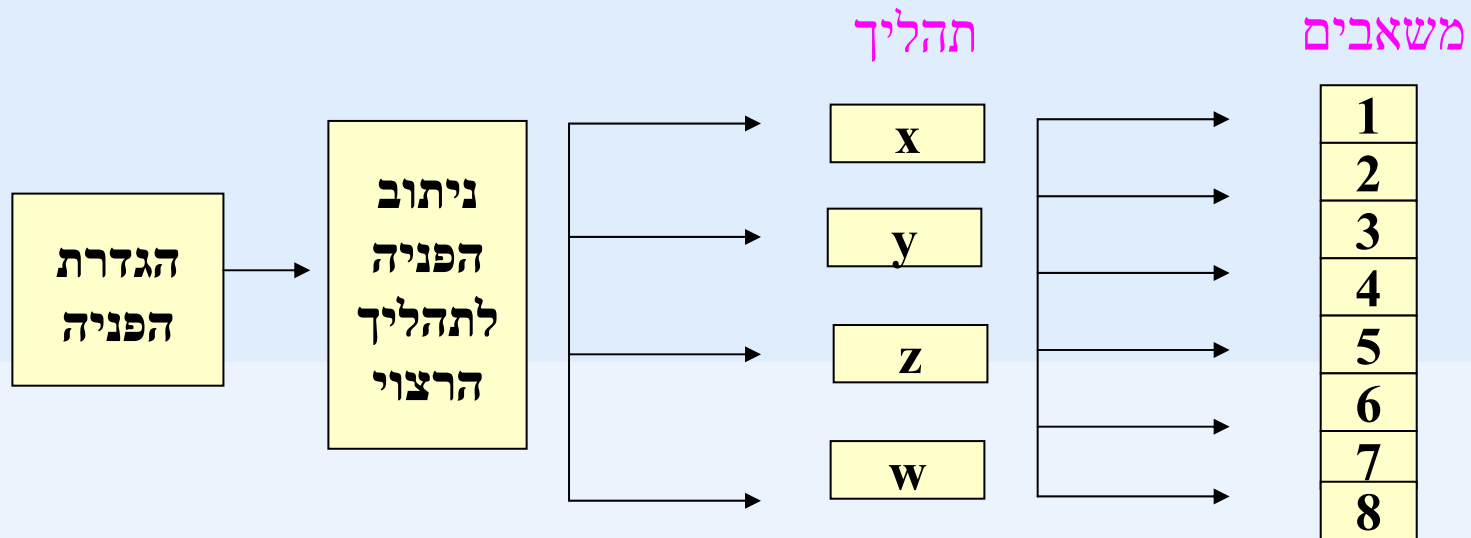 משאבים
תהליך
הגדרת
הפניה
ניתוב
הפניה
לתהליך
הרצוי
x
y
z
w
1
2
3
4
5
6
7
8